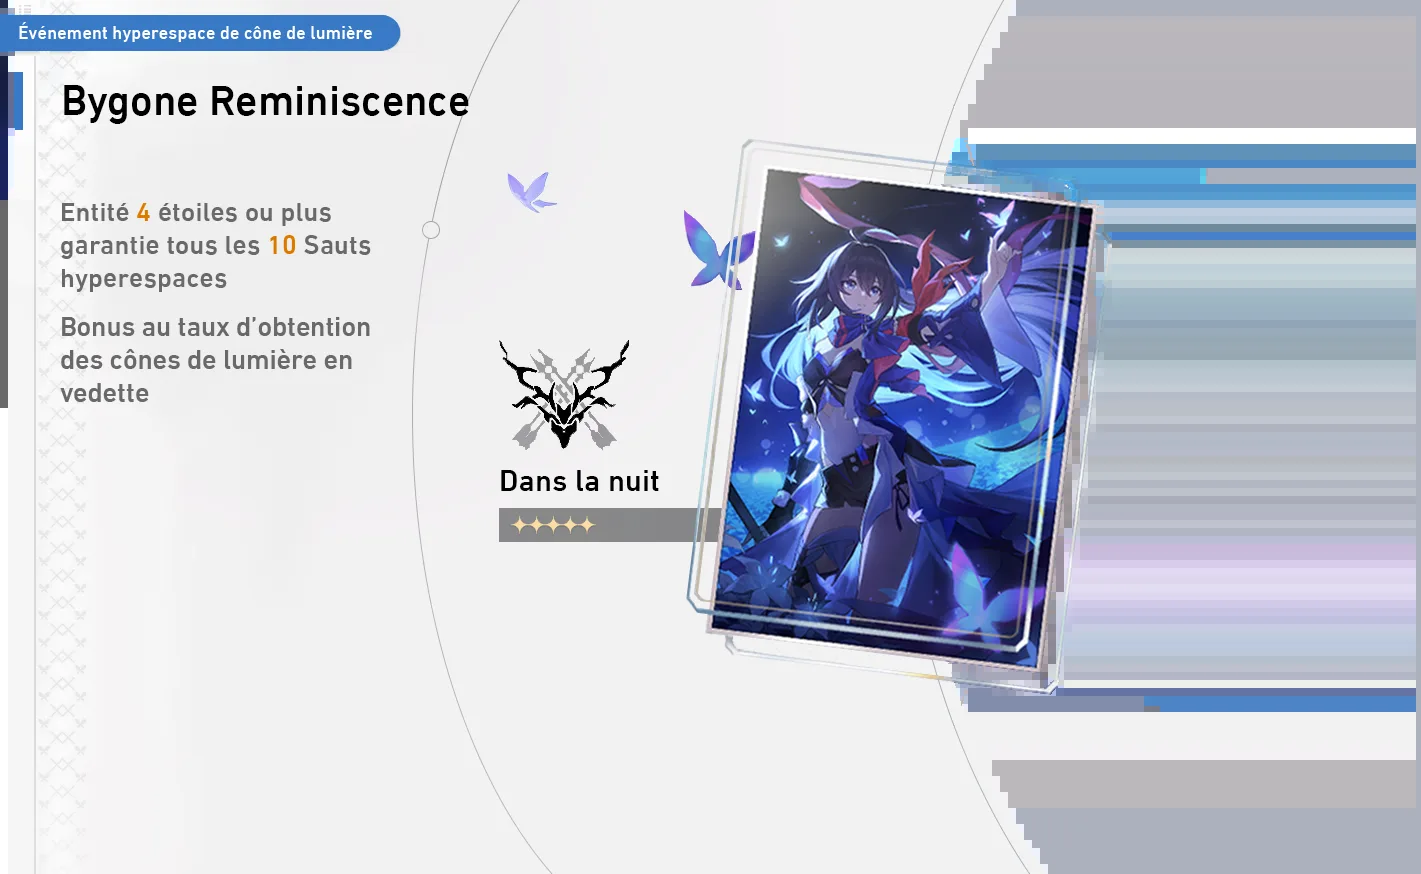 Événement hyperespace de cône de lumière
Bygone Reminiscence
Entité 4 étoiles ou plus
garantie tous les 10 Sauts
hyperespaces
Bonus au taux d’obtention
des cônes de lumière en
vedette
Dans la nuit